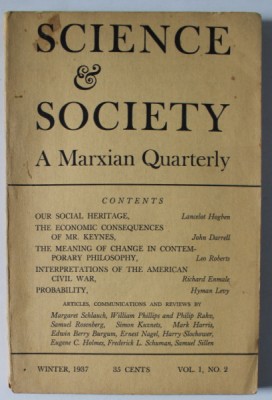 SCIENCE
&
SOCIETY
A Marxian Quarterly
CONTENTS
OUR SOCIAL HERITAGE, Lancelot Hogben
THE ECONOMIC CONSEQUENCES
OF MR. KEYNES, John Darrell
THE MEANING OF CHANGE IN CONTEM-
PORARY PHILOSOPHY, Leo Roberts
INTERPRETATIONS OF THE AMERICAN
CIVIL WAR, Richard Enmale
PROBABILITY, Hyman Levy
ARTICLES, COMMUNICATIONS AND REVIEWS BY
Margaret Schlauch, William Phillips and Philip Rahv,
Samuel Rosenberg, Simon Kuznets, Mark Harris,
Edwin Berry Burgum, Ernest Nagel, Harry Slochower,
Eugene C. Holmes, Frederick L. Schuman, Samuel Sillen
WINTER, 1937 35 CENTS VOL. 1, NO. 2